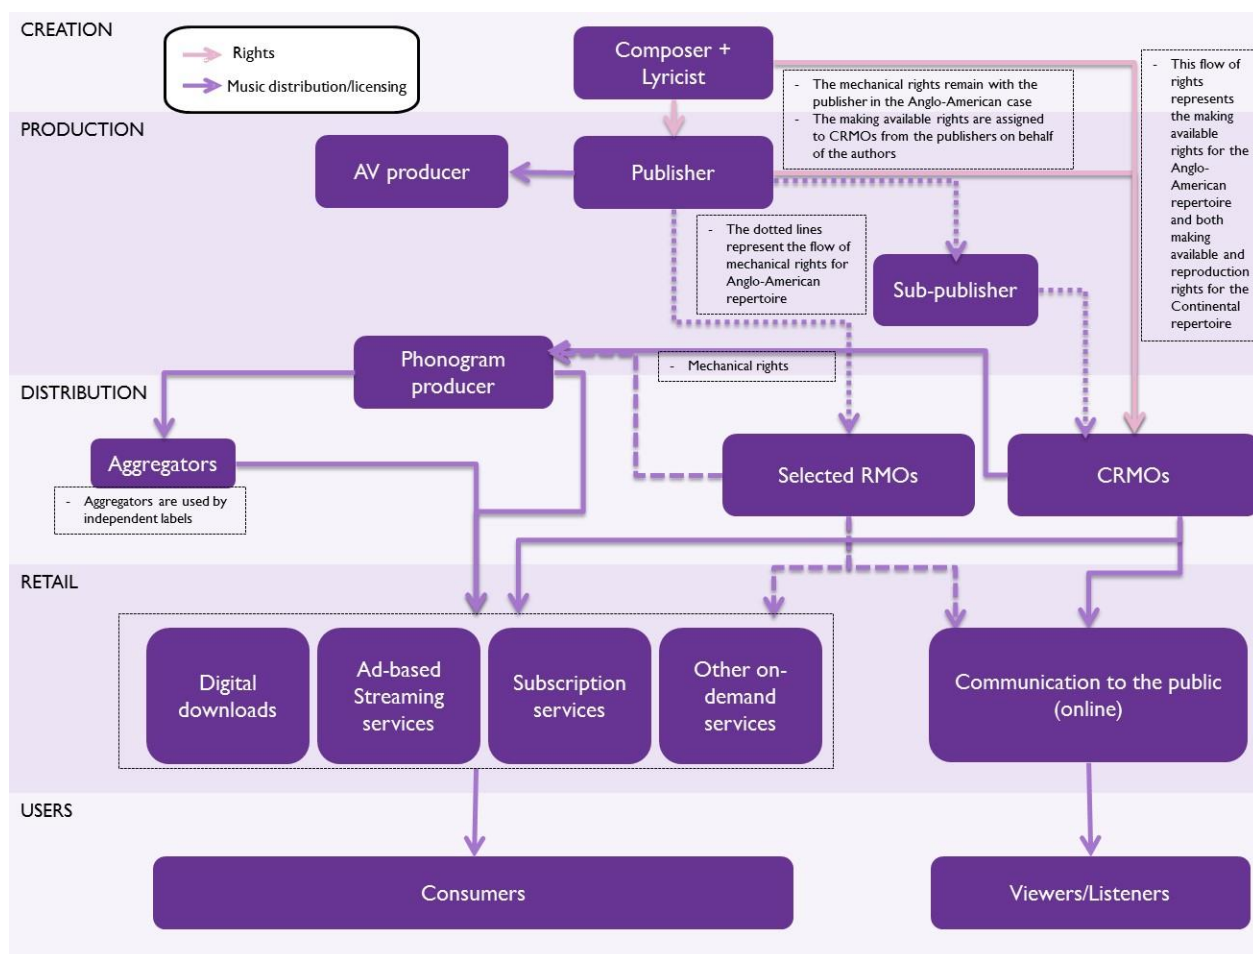 CREATION
Rights
Music distribution/licensing
Composer +
Lyricist
- The mechanical rights remain with the
publisher in the Anglo-American case
- The making available rights are assigned
to CRMOs from the publishers on behalf
of the authors
- This flow of
rights
represents
the making
available
rights for the
Anglo-
American
repertoire
and both
making
available and
reproduction
rights for the
Continental
repertoire
PRODUCTION
AV producer
Publisher
- The dotted lines
represent the flow of
mechanical rights for
Anglo-American
repertoire
Sub-publisher
Phonogram
producer
- Mechanical rights
DISTRIBUTION
Aggregators
- Aggregators are used by
independent labels
Selected RMOs
CRMOs
RETAIL
Digital
downloads
Ad-based
Streaming
services
Subscription
services
Other on-
demand
services
Communication to the public
(online)
USERS
Consumers
Viewers/Listeners